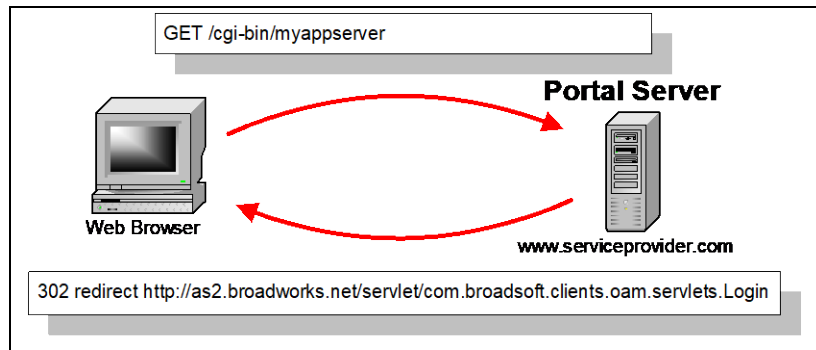 GET /cgi-bin/myappserver
Portal Server
Web Browser
www.serviceprovider.com
302 redirect http://as2.broadworks.net/servlet/com.broadsoft.clients.oam.servlets.Login